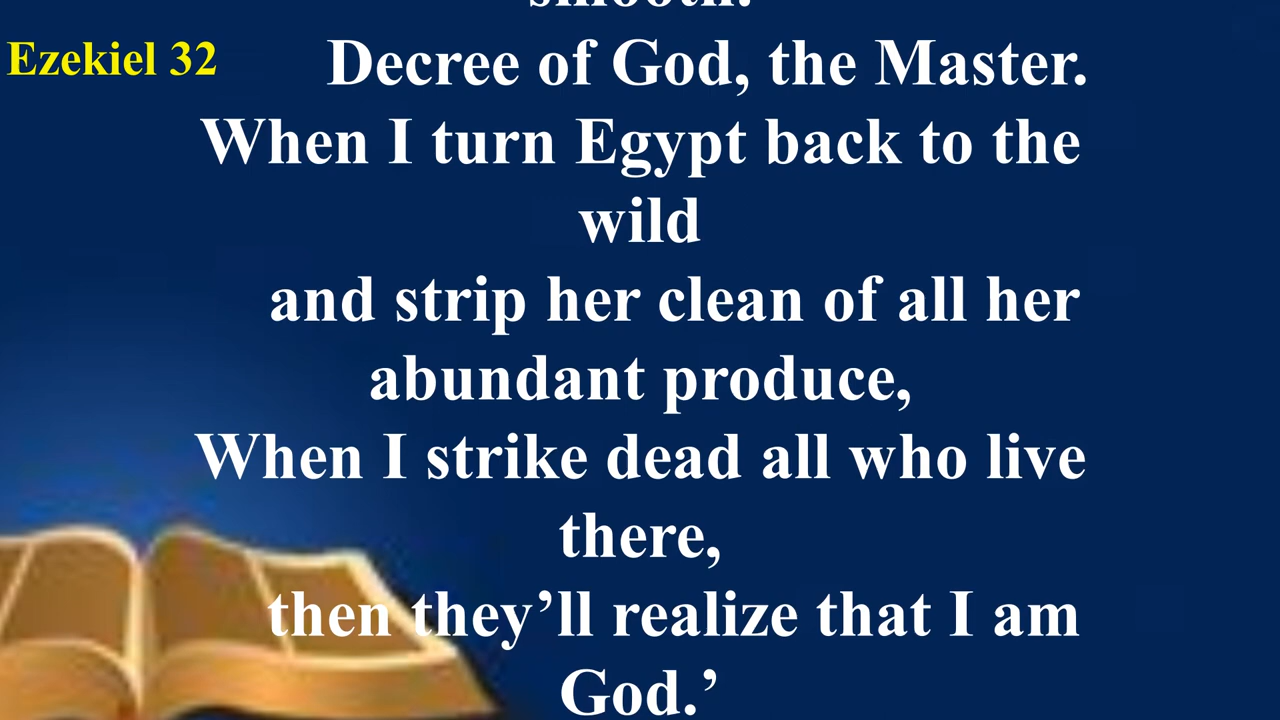 smooth.
Ezekiel 32
Decree of God, the Master.
When I turn Egypt back to the
wild
and strip her clean of all her
abundant produce,
When I strike dead all who live
there,
then they’ll realize that I am
God.’